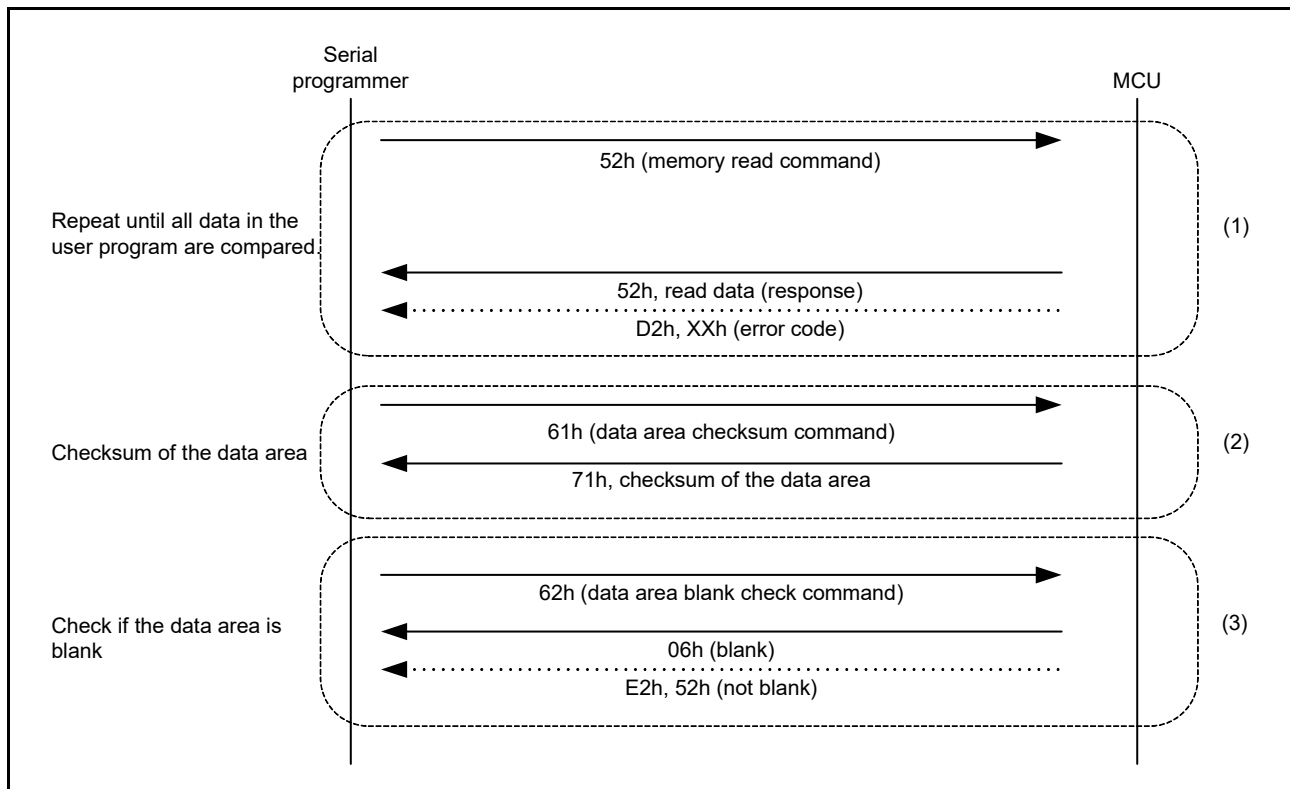 Serial
programmer
MCU
52h (memory read command)
Repeat until all data in the
user program are compared.
(1)
52h, read data (response)
D2h, XXh (error code)
61h (data area checksum command)
Checksum of the data area
(2)
71h, checksum of the data area
62h (data area blank check command)
Check if the data area is
blank
(3)
06h (blank)
E2h, 52h (not blank)